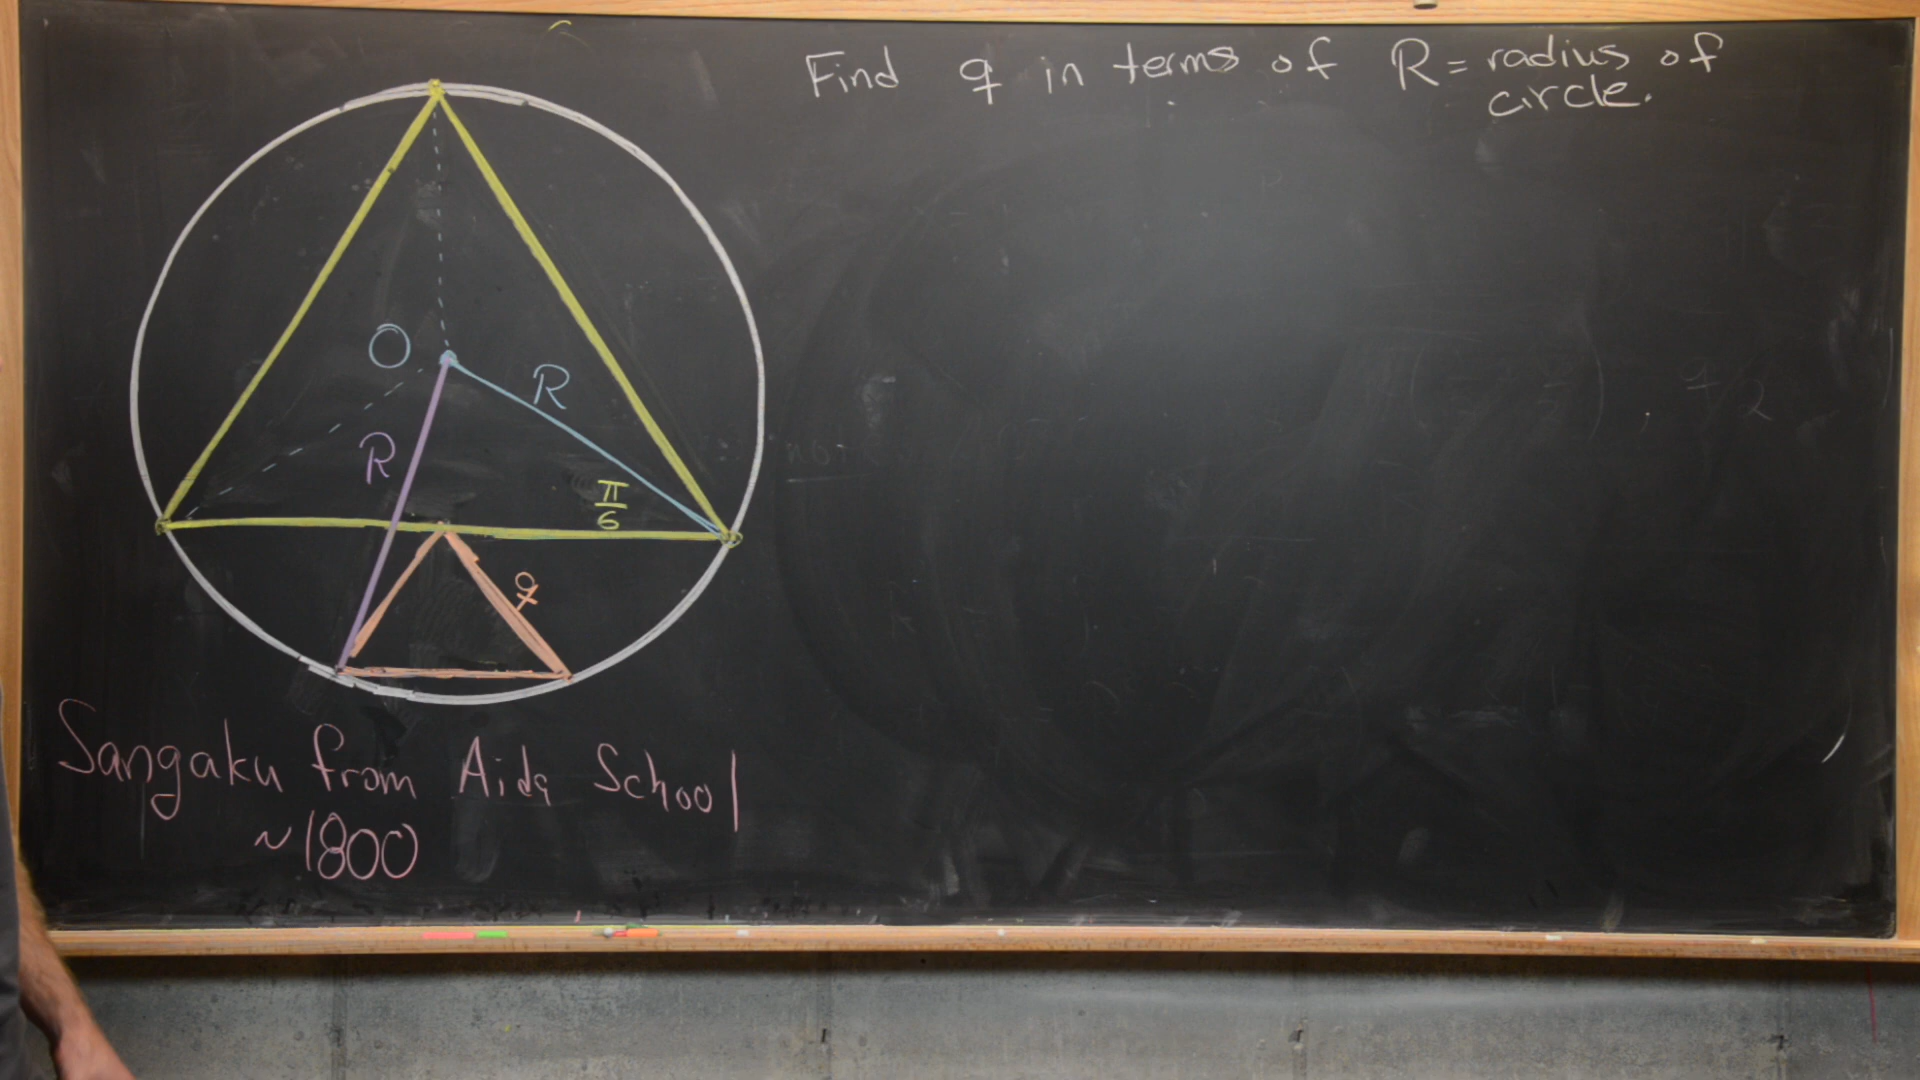 Find q in terms of R = radius of
circle.
O
R
R
π/6
q
Sangaku from Aida School
~1800